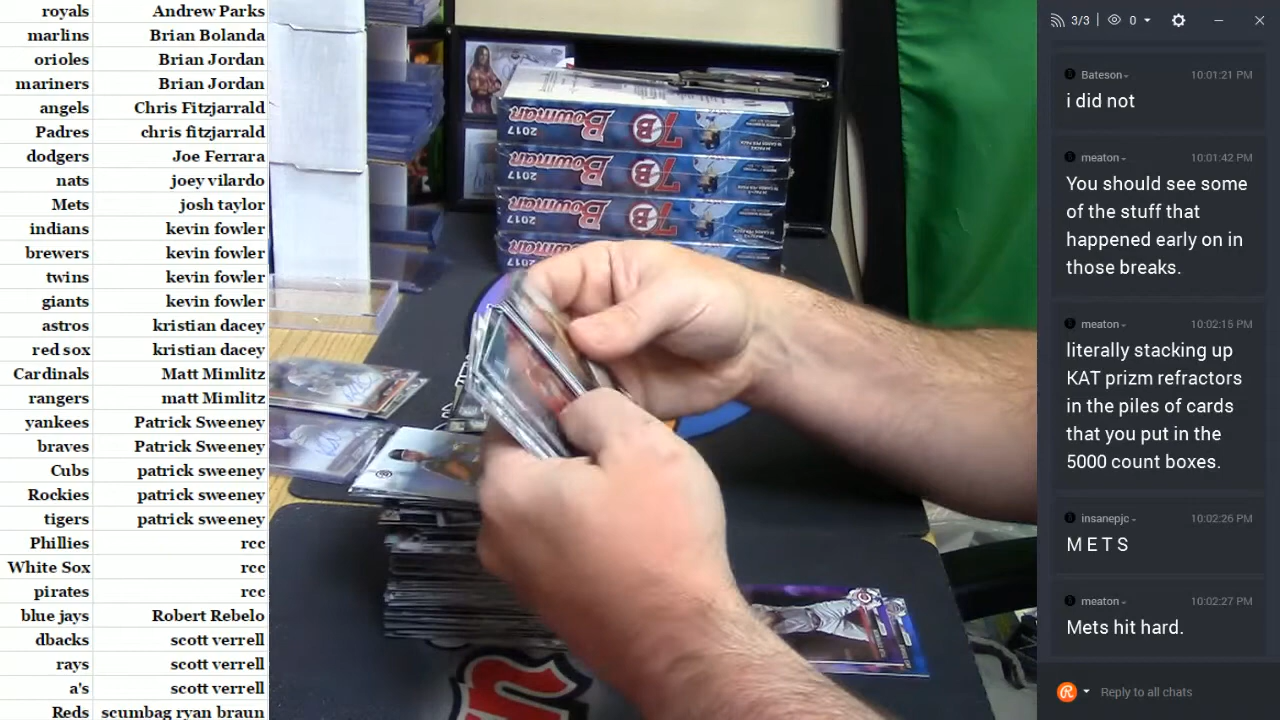 royals Andrew Parks
marlins Brian Bolanda
orioles Brian Jordan
mariners Brian Jordan
angels Chris Fitzjarrald
Padres chris fitzjarrald
dodgers Joe Ferrara
nats joey vilardo
Mets josh taylor
indians kevin fowler
brewers kevin fowler
twins kevin fowler
giants kevin fowler
astros kristian dacey
red sox kristian dacey
Cardinals Matt Mimlitz
rangers matt Mimlitz
yankees Patrick Sweeney
braves Patrick Sweeney
Cubs patrick sweeney
Rockies patrick sweeney
tigers patrick sweeney
Phillies rcc
White Sox rcc
pirates rcc
blue jays Robert Rebelo
dbacks scott verrell
rays scott verrell
a's scott verrell
Reds scumbag ryan braun
2017 Bowman 7B
2017 Bowman 7B
2017 Bowman 7B
2017 Bowman
3/3 0
Bateson 10:01:21 PM
i did not
meaton 10:01:42 PM
You should see some
of the stuff that
happened early on in
those breaks.
meaton 10:02:15 PM
literally stacking up
KAT prizm refractors
in the piles of cards
that you put in the
5000 count boxes.
insanepjc 10:02:26 PM
M E T S
meaton 10:02:27 PM
Mets hit hard.
Reply to all chats